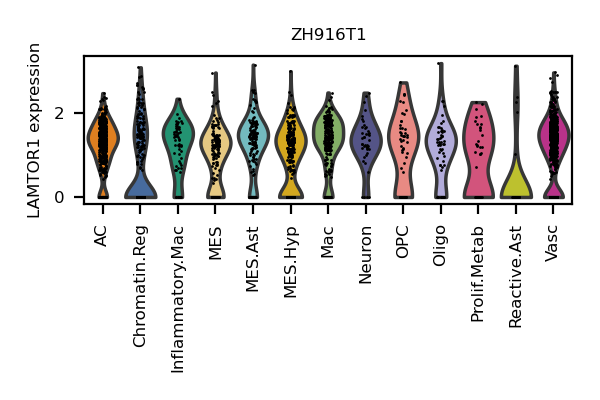 ZH916T1
LAMTOR1 expression
2
0
AC
Chromatin.Reg
Inflammatory.Mac
MES
MES.Ast
MES.Hyp
Mac
Neuron
OPC
Oligo
Prolif.Metab
Reactive.Ast
Vasc